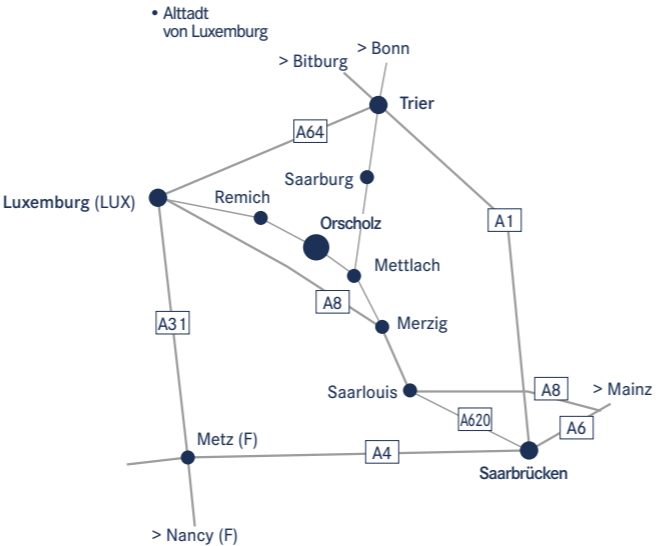 • Alttadt
von Luxemburg
> Bonn
> Bitburg
Trier
A64
Saarburg
Remich
Luxemburg (LUX)
Orscholz
A1
Mettlach
A8
A31
Merzig
Saarlouis
A8
> Mainz
A620
A6
Metz (F)
A4
Saarbrücken
> Nancy (F)